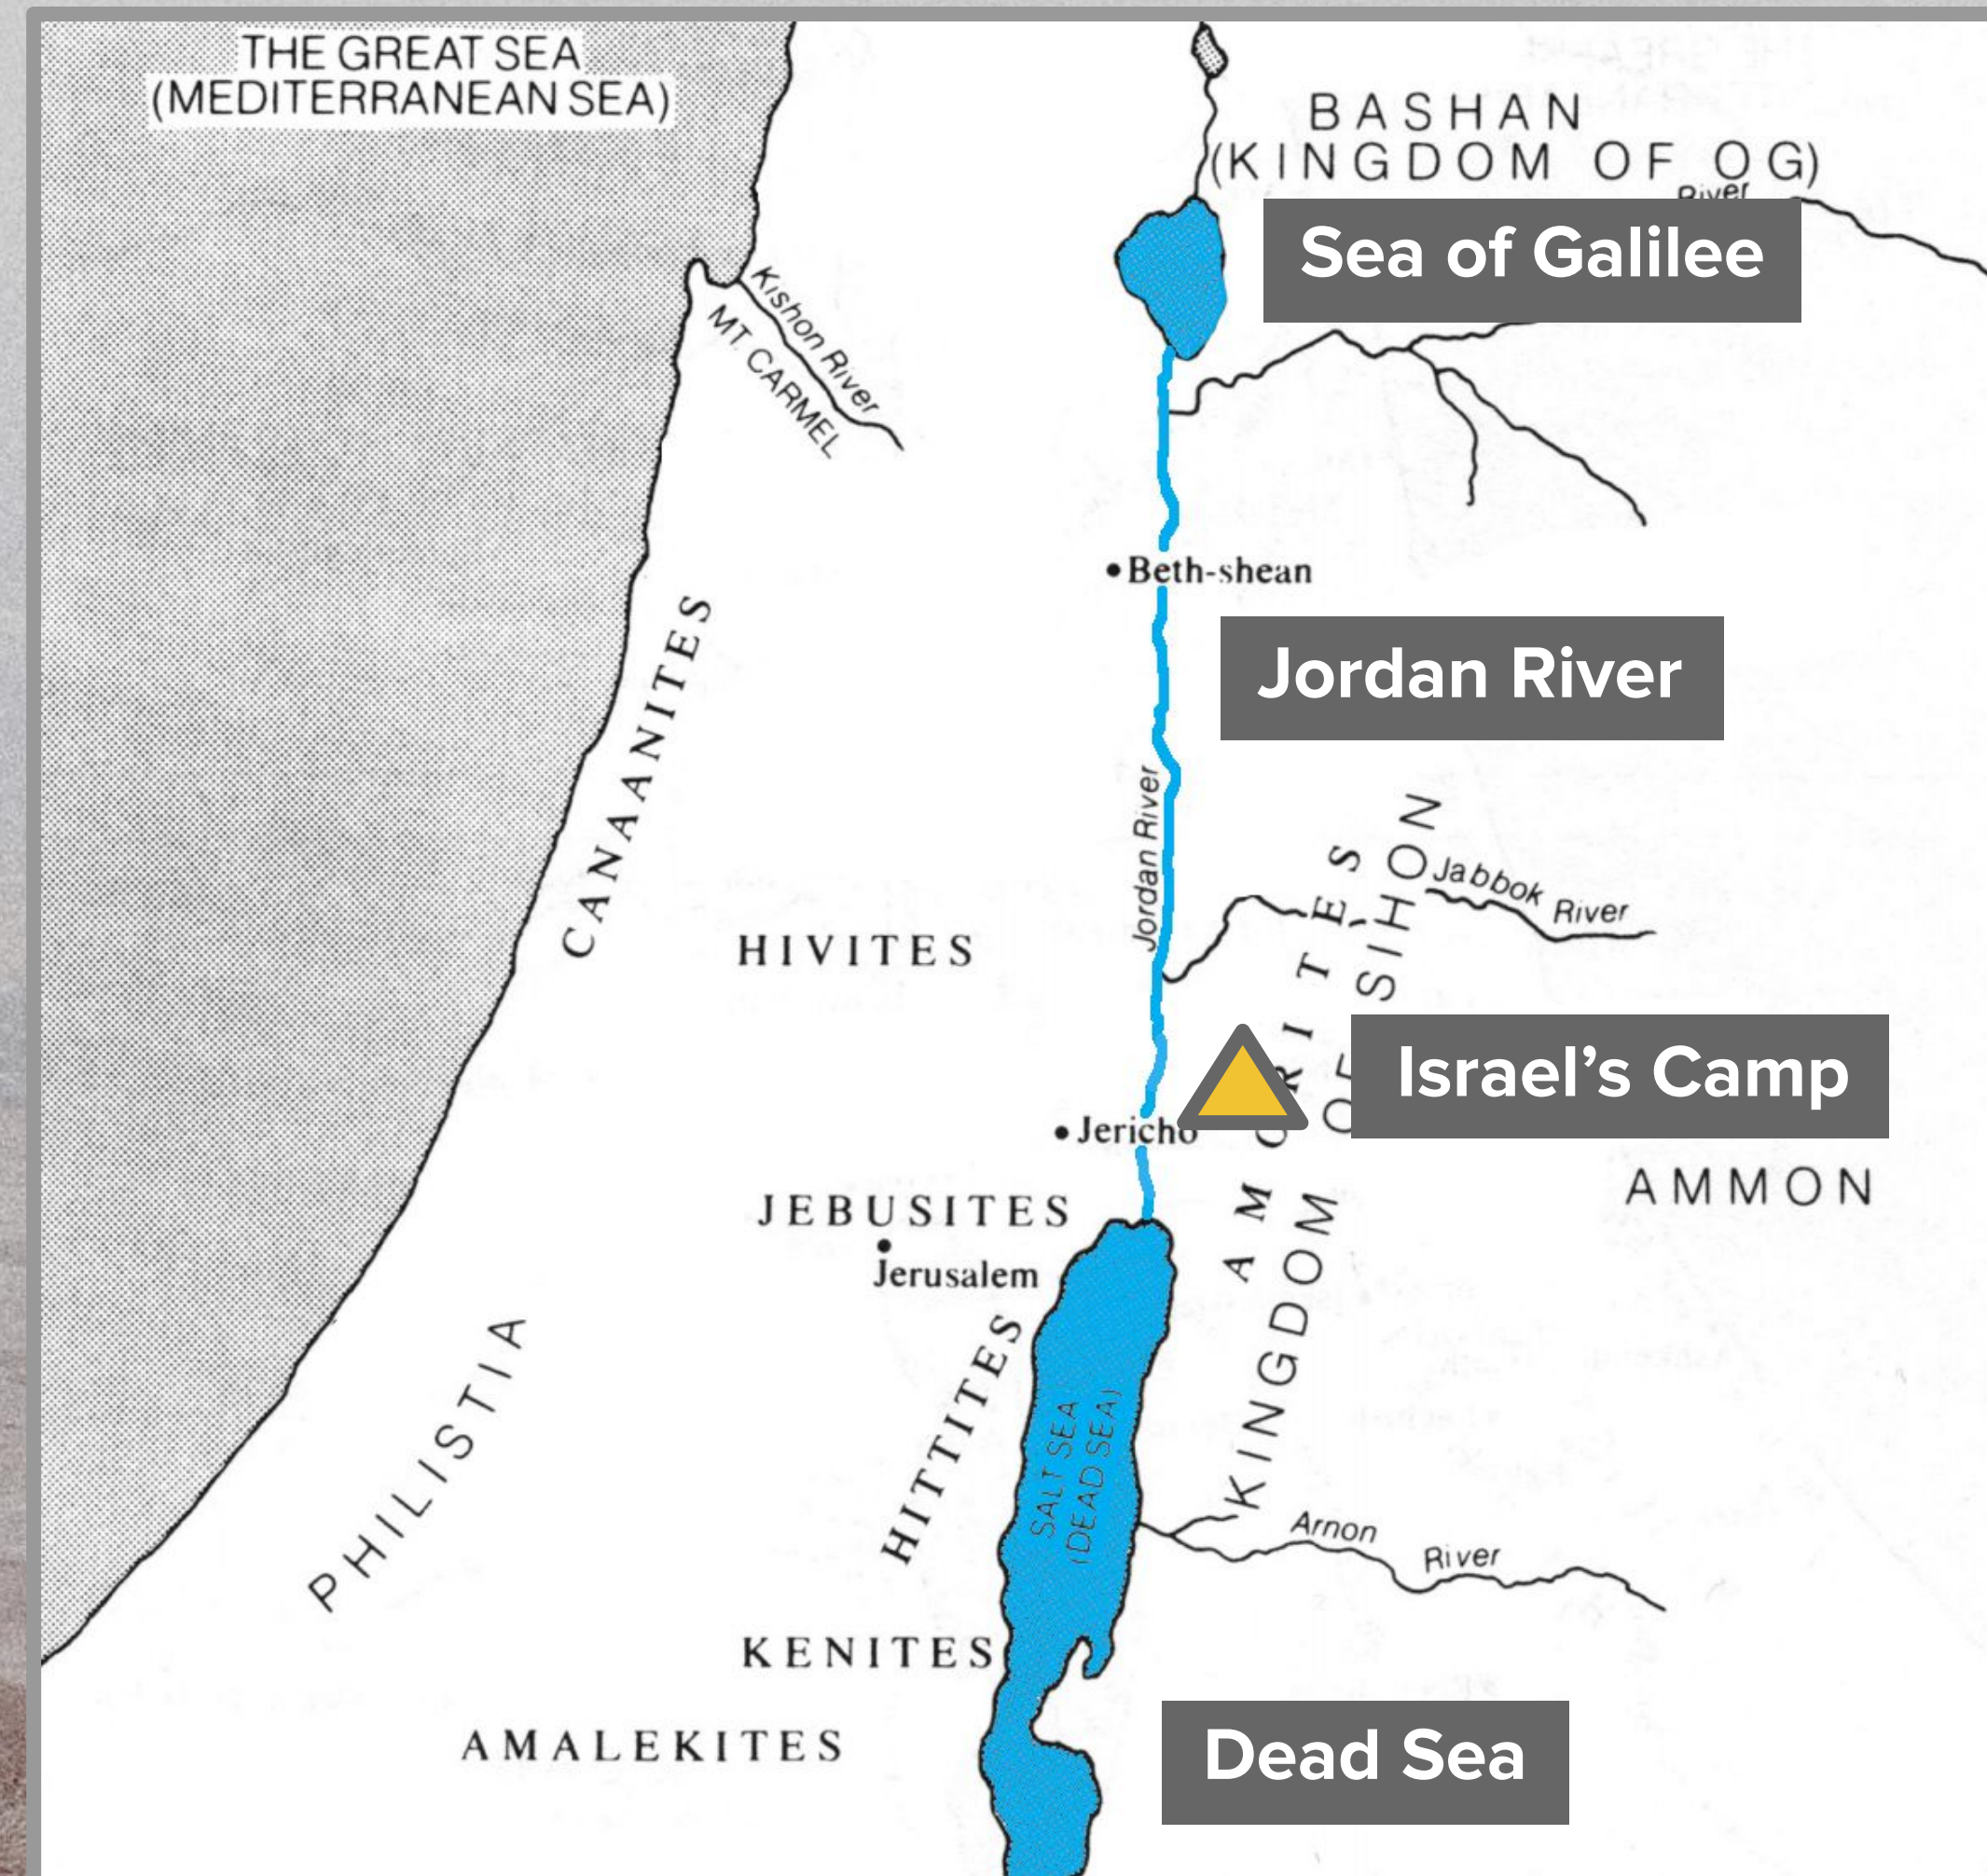 THE GREAT SEA
(MEDITERRANEAN SEA)
BASHAN
(KINGDOM OF OG)
River
Sea of Galilee
Kishon River
MT. CARMEL
Beth-shean
CANAANITES
Jordan River
Jordan River
Jabbok River
HIVITES
AMORITES
KINGDOM OF SIHON
Israel's Camp
Jericho
AMMON
JEBUSITES
Jerusalem
PHILISTIA
HITTITES
SALT SEA
(DEAD SEA)
Arnon River
KENITES
AMALEKITES
Dead Sea